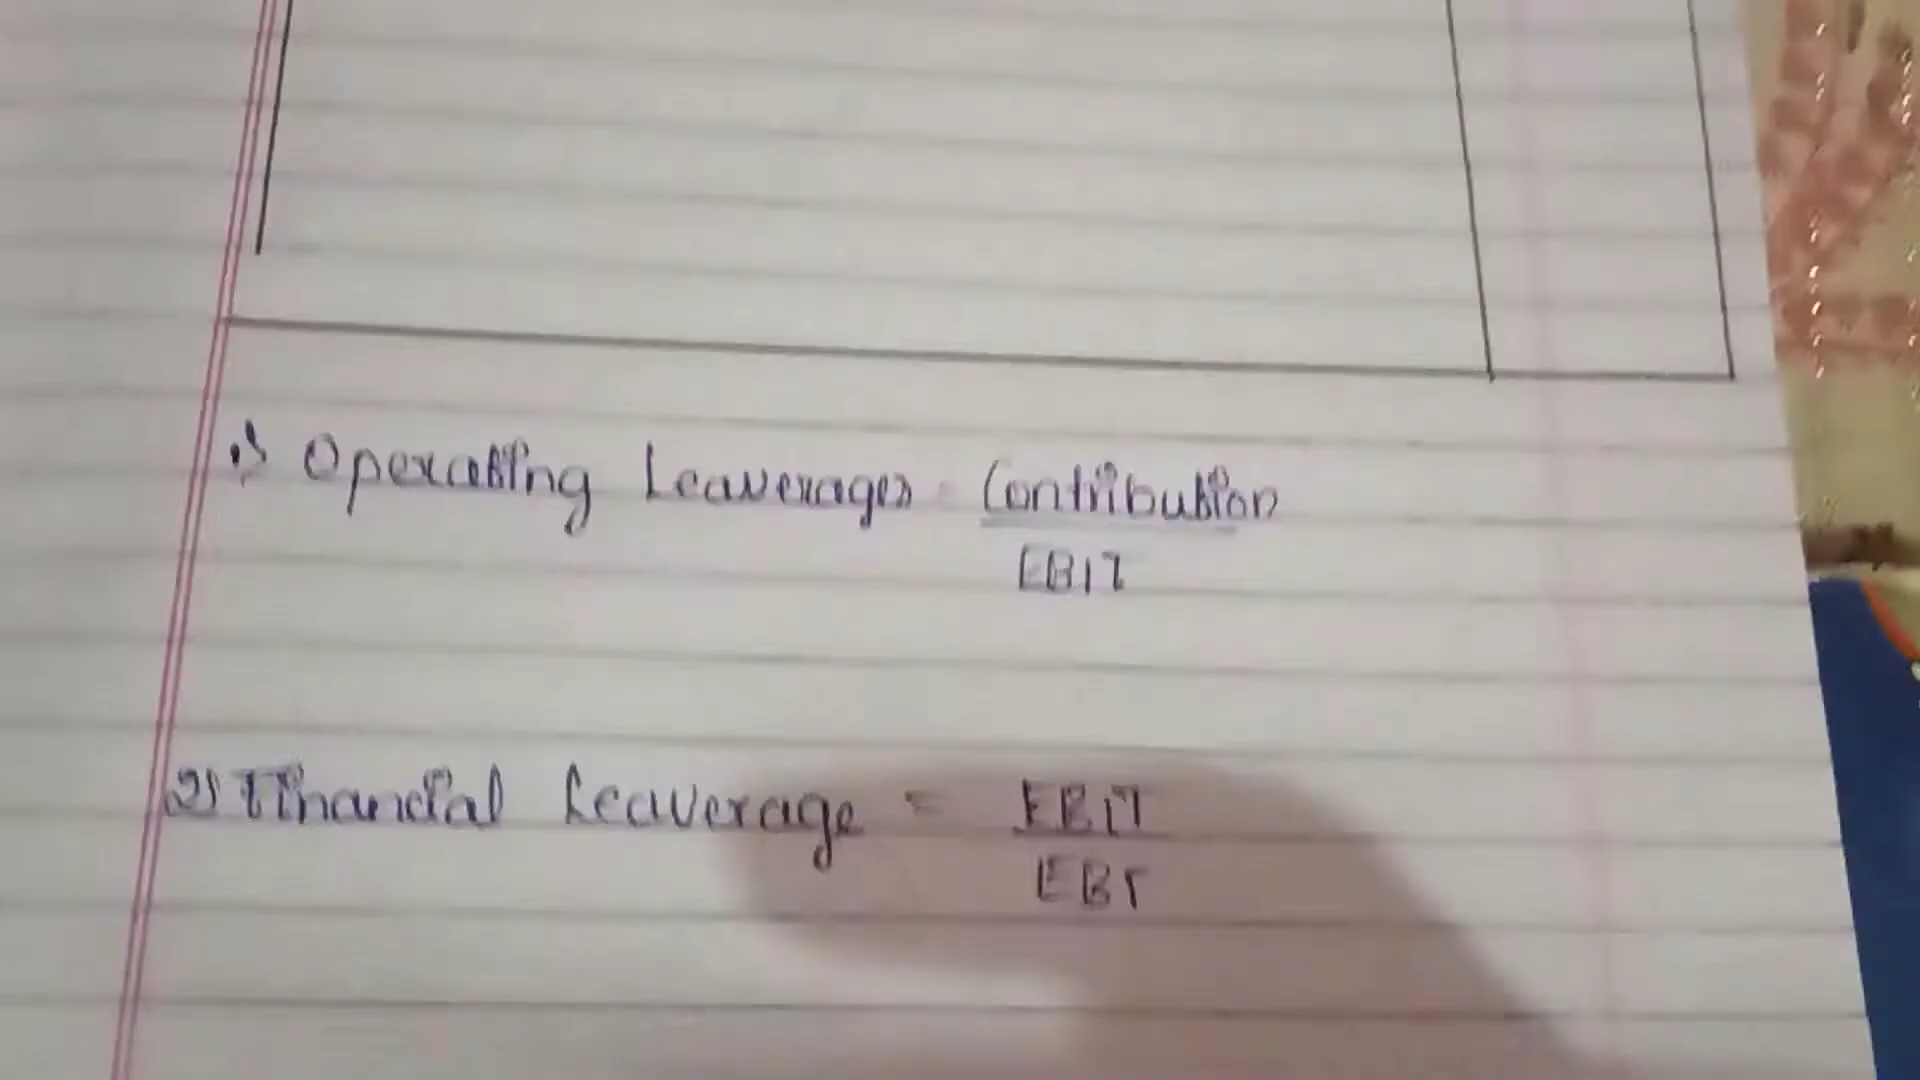 1) Operating Leaverages = Contribution
EBIT
2) Financial Leaverage = EBIT
EBT